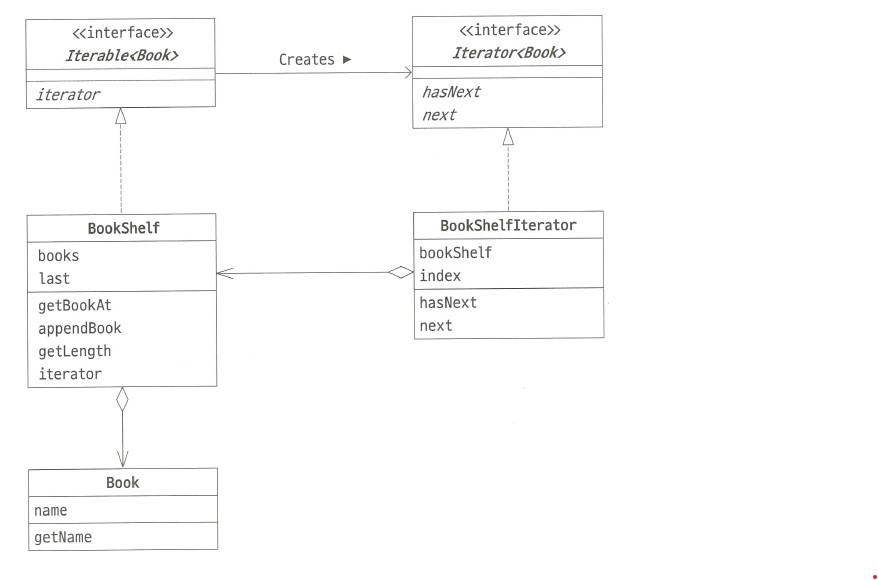 <<interface>>
Iterable<Book>
iterator
Creates ►
<<interface>>
Iterator<Book>
hasNext
next
BookShelf
books
last
getBookAt
appendBook
getLength
iterator
BookShelfIterator
bookShelf
index
hasNext
next
Book
name
getName